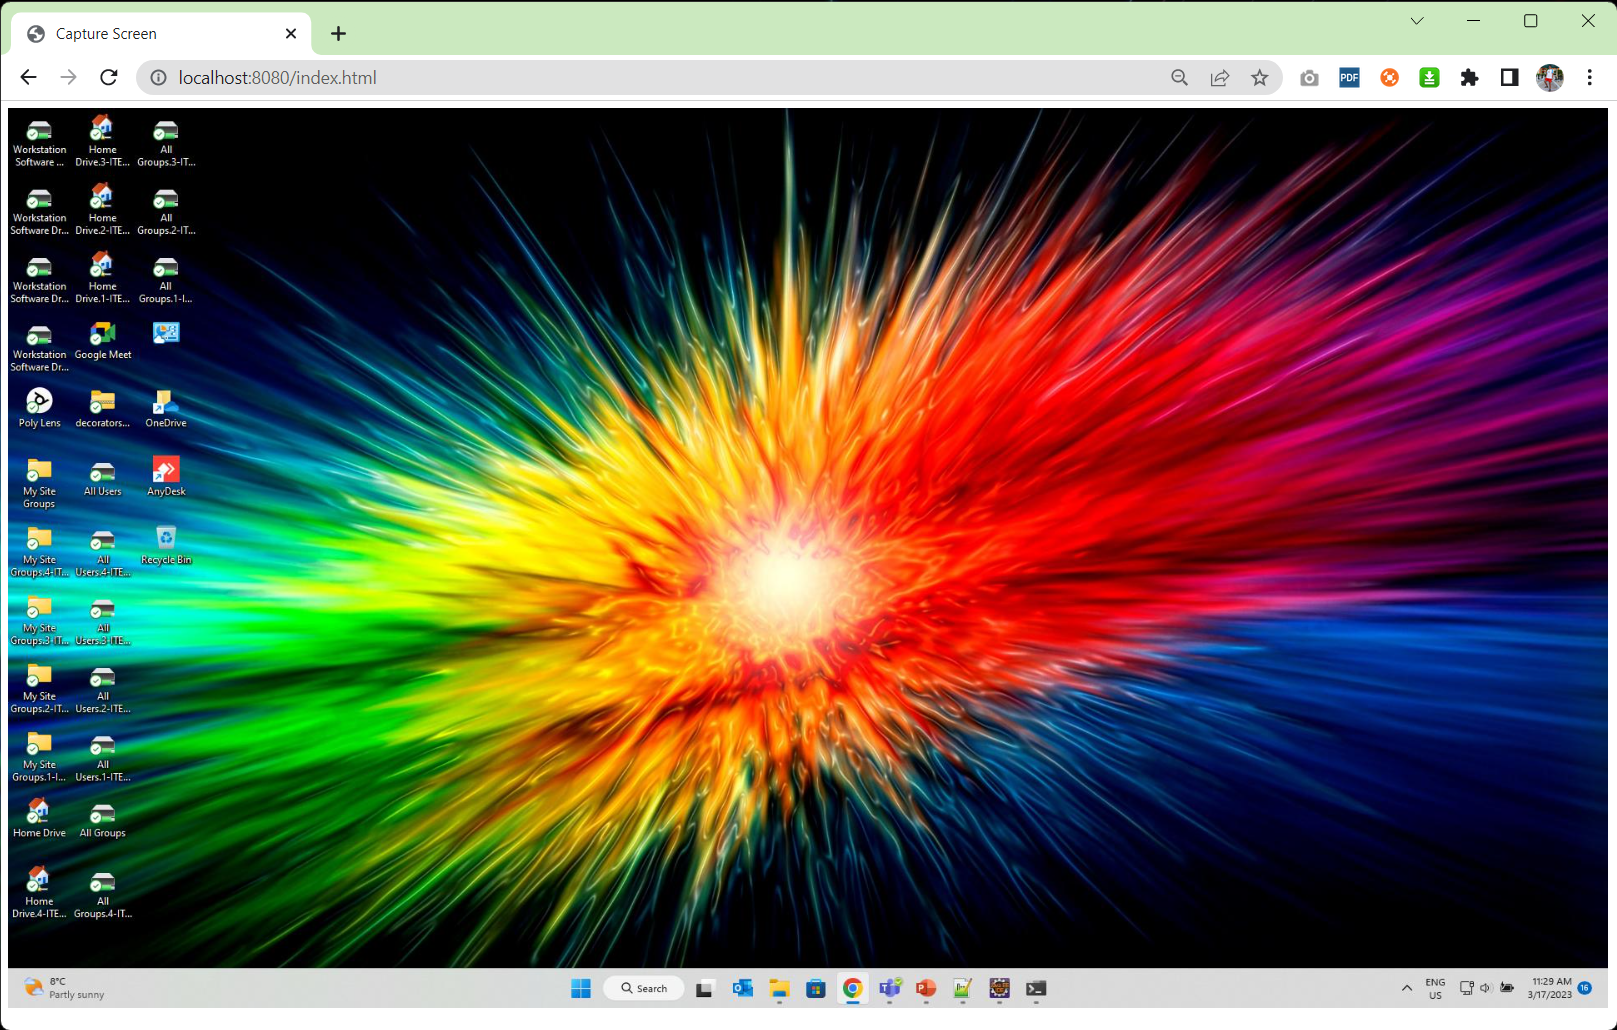 Capture Screen
localhost:8080/index.html
PDF
Workstation
Software ...
Home
Drive.3-ITE...
All
Groups.3-IT...
Workstation
Software Dr...
Home
Drive.2-ITE...
All
Groups.2-IT...
Workstation
Software Dr...
Home
Drive.1-ITE...
All
Groups.1-I...
Workstation
Software Dr...
Google Meet
Poly Lens
decorators...
OneDrive
My Site
Groups
All Users
AnyDesk
My Site
Groups.4-IT...
All
Users.4-ITE...
Recycle Bin
My Site
Groups.3-IT...
All
Users.3-ITE...
My Site
Groups.2-IT...
All
Users.2-ITE...
My Site
Groups.1-I...
All
Users.1-ITE...
Home Drive
All Groups
Home
Drive.4-ITE...
All
Groups.4-IT...
8°C
Partly sunny
Search
ENG
US
11:29 AM
3/17/2023
16